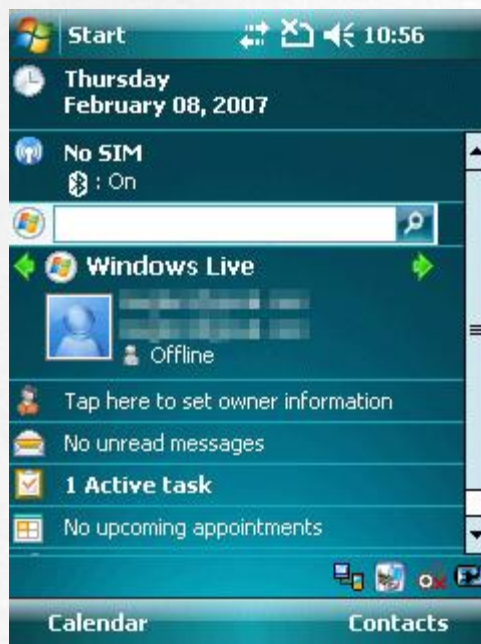 Start 10:56
Thursday
February 08, 2007
No SIM
: On
Windows Live
Offline
Tap here to set owner information
No unread messages
1 Active task
No upcoming appointments
Calendar Contacts